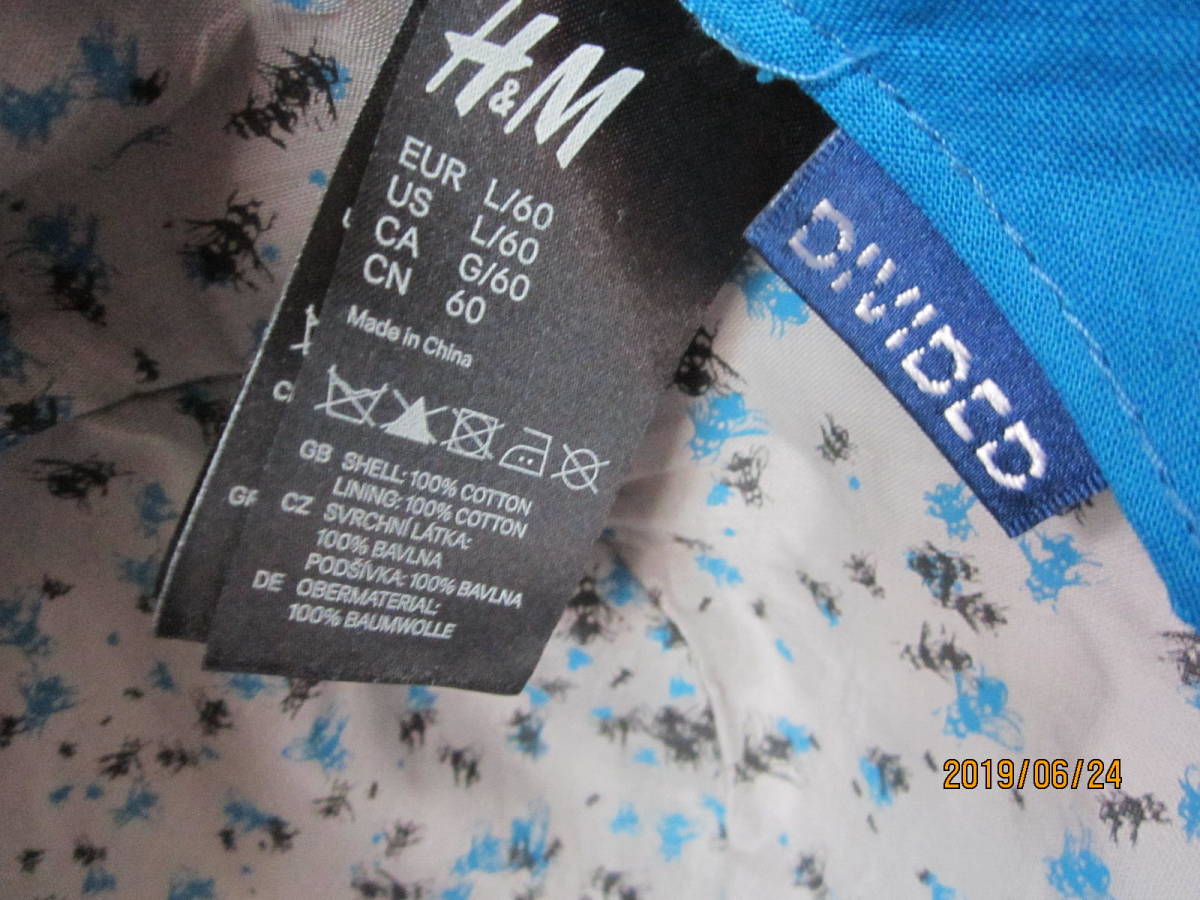 H&M
EUR L/60
US L/60
CA G/60
CN 60
Made in China
GB SHELL: 100% COTTON
LINING: 100% COTTON
CZ SVRCHNÍ LÁTKA:
100% BAVLNA
PODŠÍVKA: 100% BAVLNA
DE OBERMATERIAL:
100% BAUMWOLLE
DIVIDED
2019/06/24